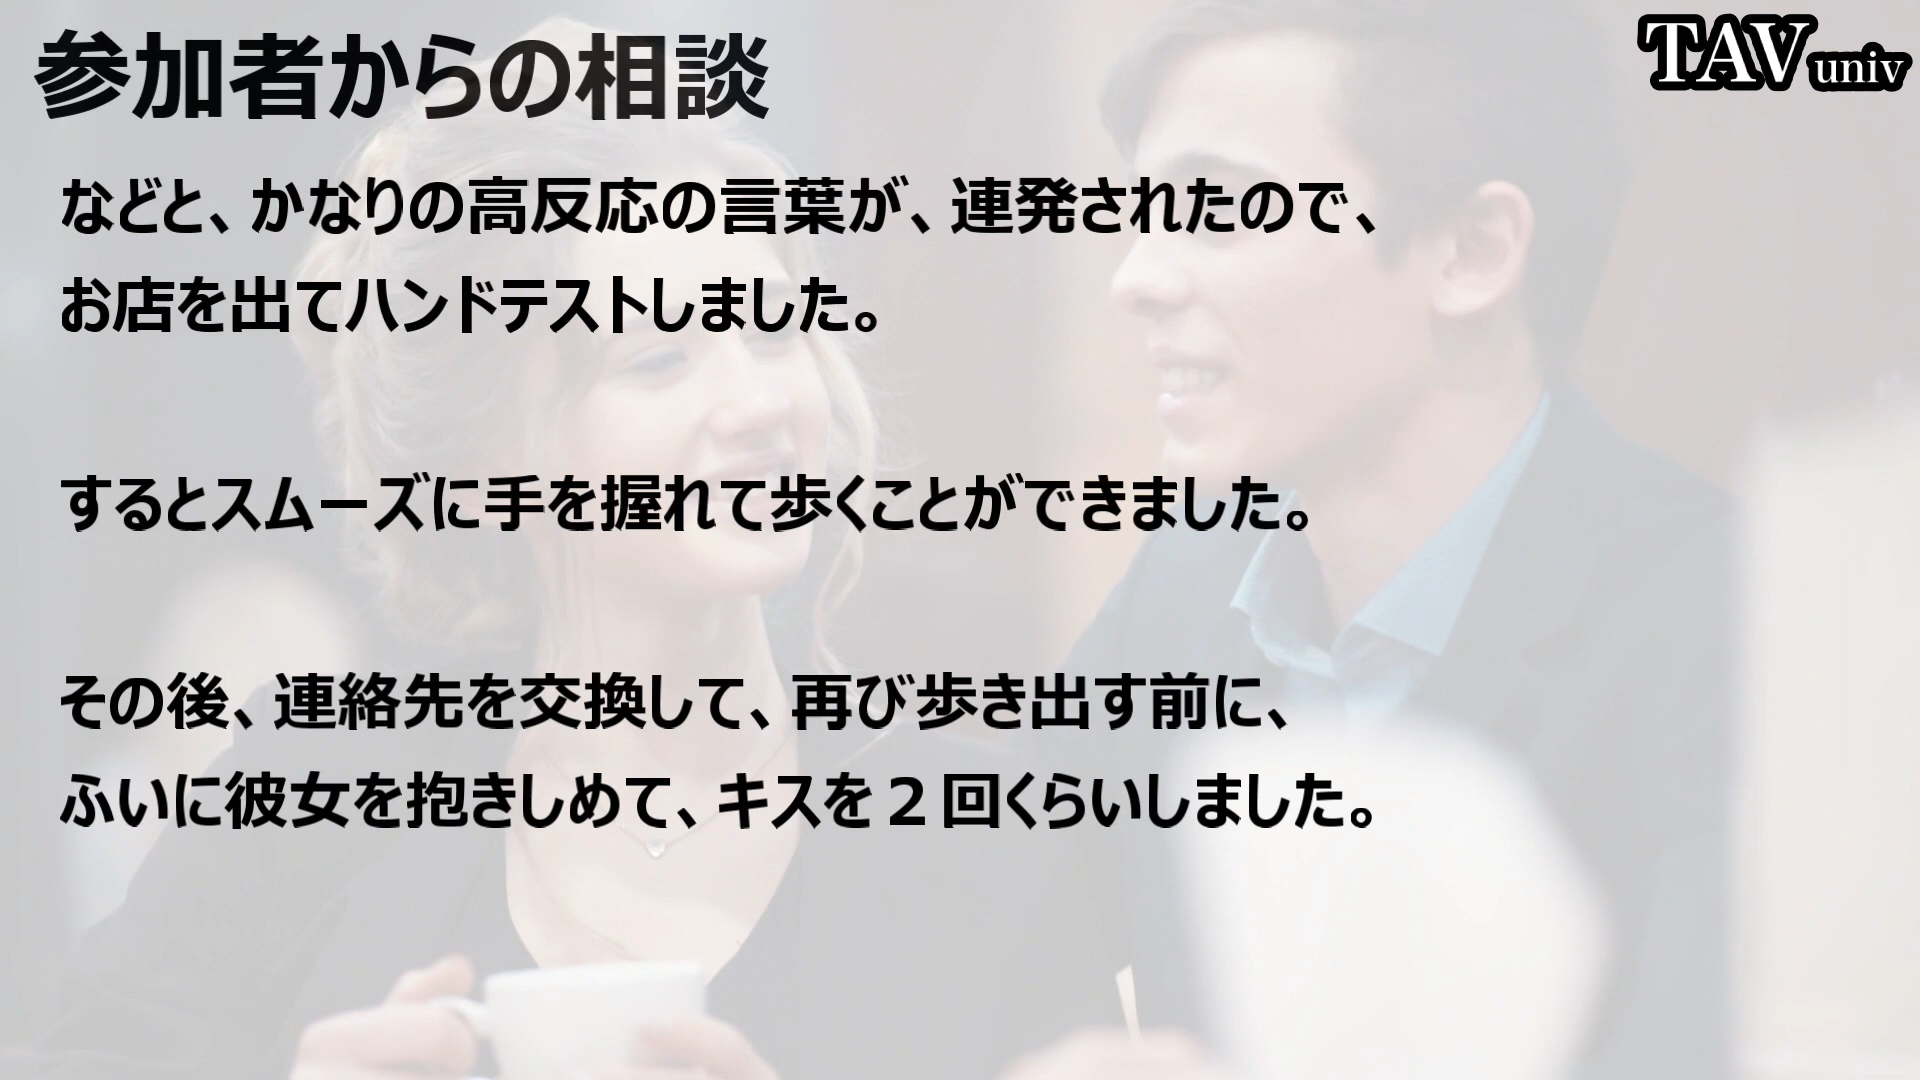 参加者からの相談
TAV univ
などと、かなりの高反応の言葉が、連発されたので、
お店を出てハンドテストしました。
するとスムーズに手を握れて歩くことができました。
その後、連絡先を交換して、再び歩き出す前に、
ふいに彼女を抱きしめて、キスを2回くらいしました。